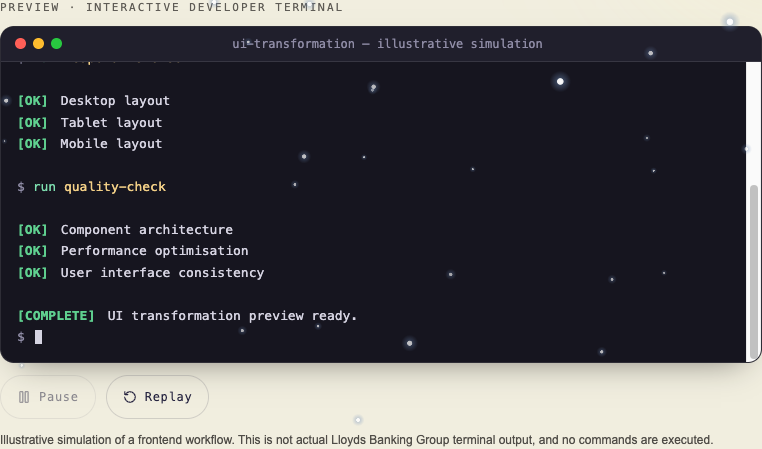 PREVIEW · INTERACTIVE DEVELOPER TERMINAL
ui-transformation — illustrative simulation
[OK] Desktop layout
[OK] Tablet layout
[OK] Mobile layout
$ run quality-check
[OK] Component architecture
[OK] Performance optimisation
[OK] User interface consistency
[COMPLETE] UI transformation preview ready.
$
Pause
Replay
Illustrative simulation of a frontend workflow. This is not actual Lloyds Banking Group terminal output, and no commands are executed.